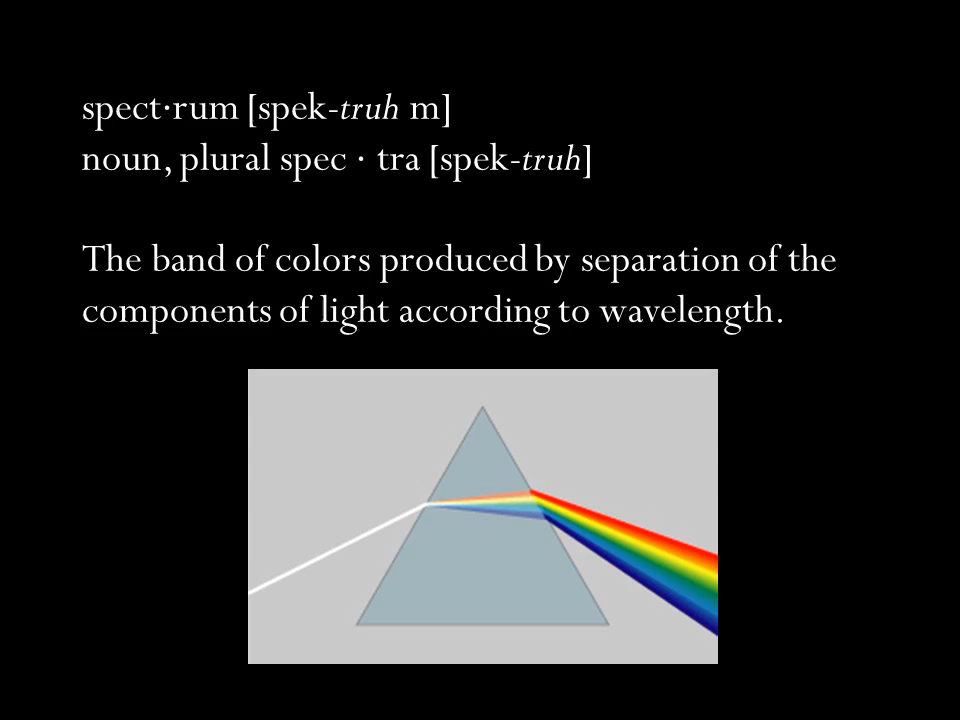 spect·rum [spek-truh m]
noun, plural spec · tra [spek-truh]
The band of colors produced by separation of the
components of light according to wavelength.